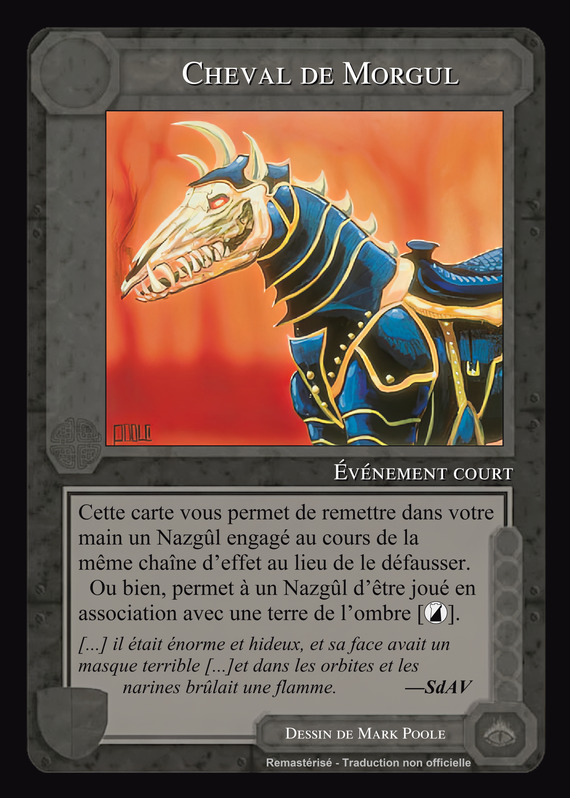 Cheval de Morgul
POOLE
Événement court
Cette carte vous permet de remettre dans votre
main un Nazgûl engagé au cours de la
même chaîne d'effet au lieu de le défausser.
Ou bien, permet à un Nazgûl d'être joué en
association avec une terre de l'ombre [].
[...] il était énorme et hideux, et sa face avait un
masque terrible [...]et dans les orbites et les
narines brûlait une flamme. —SdAV
Dessin de Mark Poole
Remastérisé - Traduction non officielle